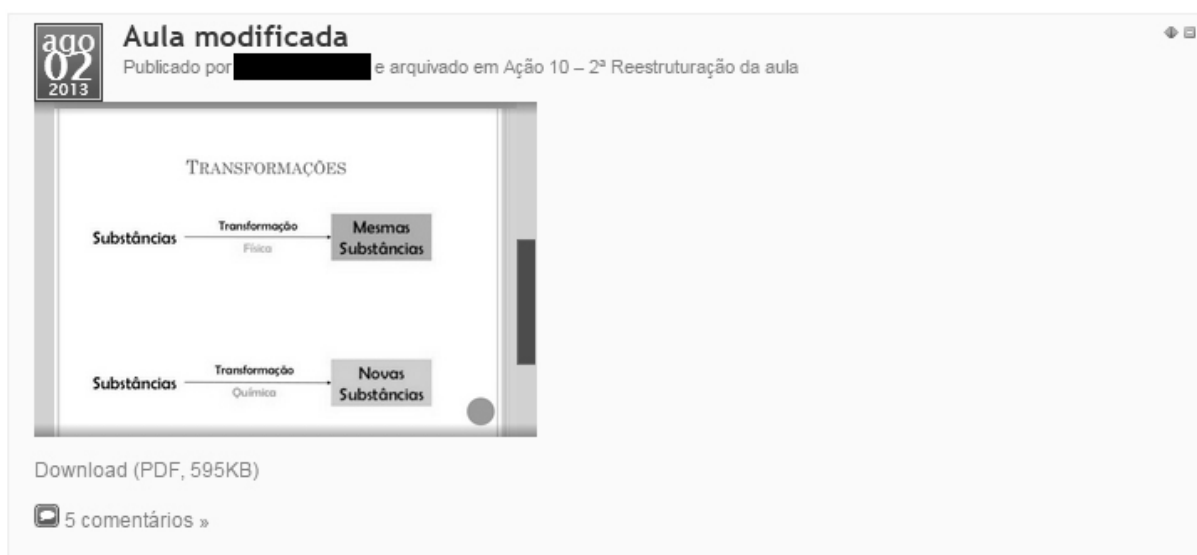 ago
02
2013
Aula modificada
Publicado por e arquivado em Ação 10 – 2ª Reestruturação da aula
TRANSFORMAÇÕES
Substâncias Transformação Física Mesmas Substâncias
Substâncias Transformação Química Novas Substâncias
Download (PDF, 595KB)
5 comentários »